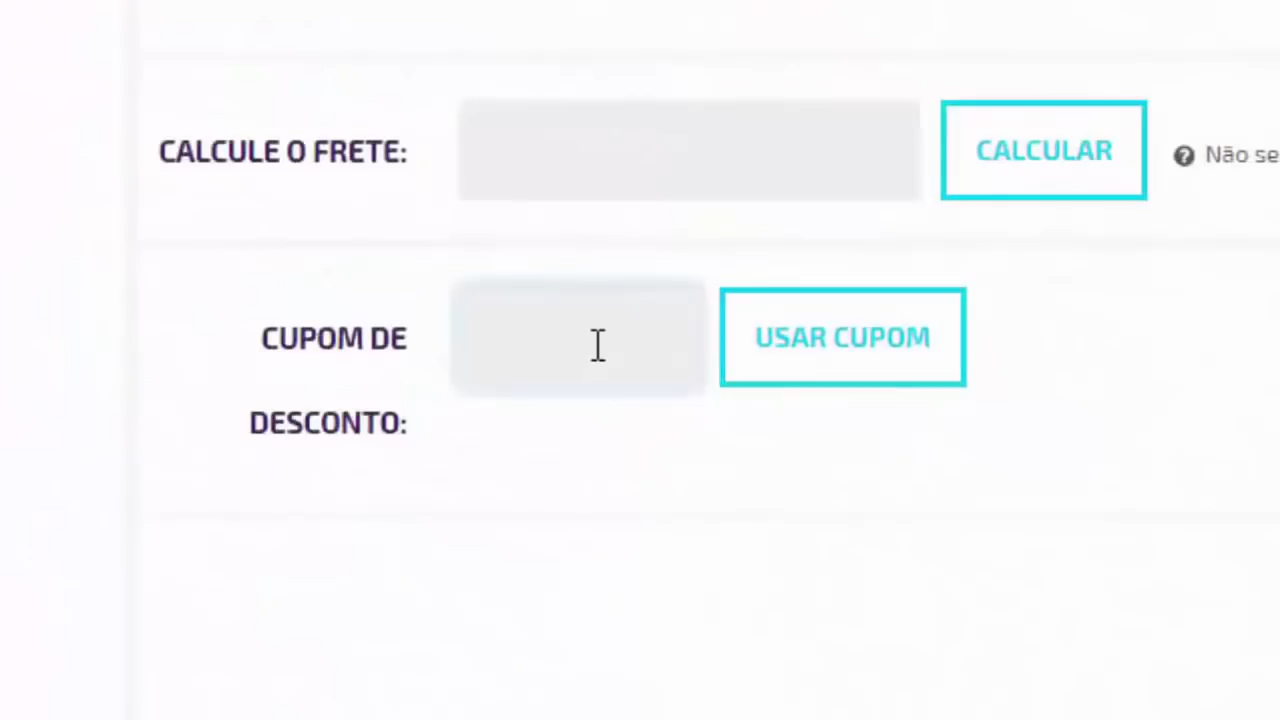 CALCULE O FRETE:
CALCULAR
Não se
CUPOM DE
DESCONTO:
USAR CUPOM